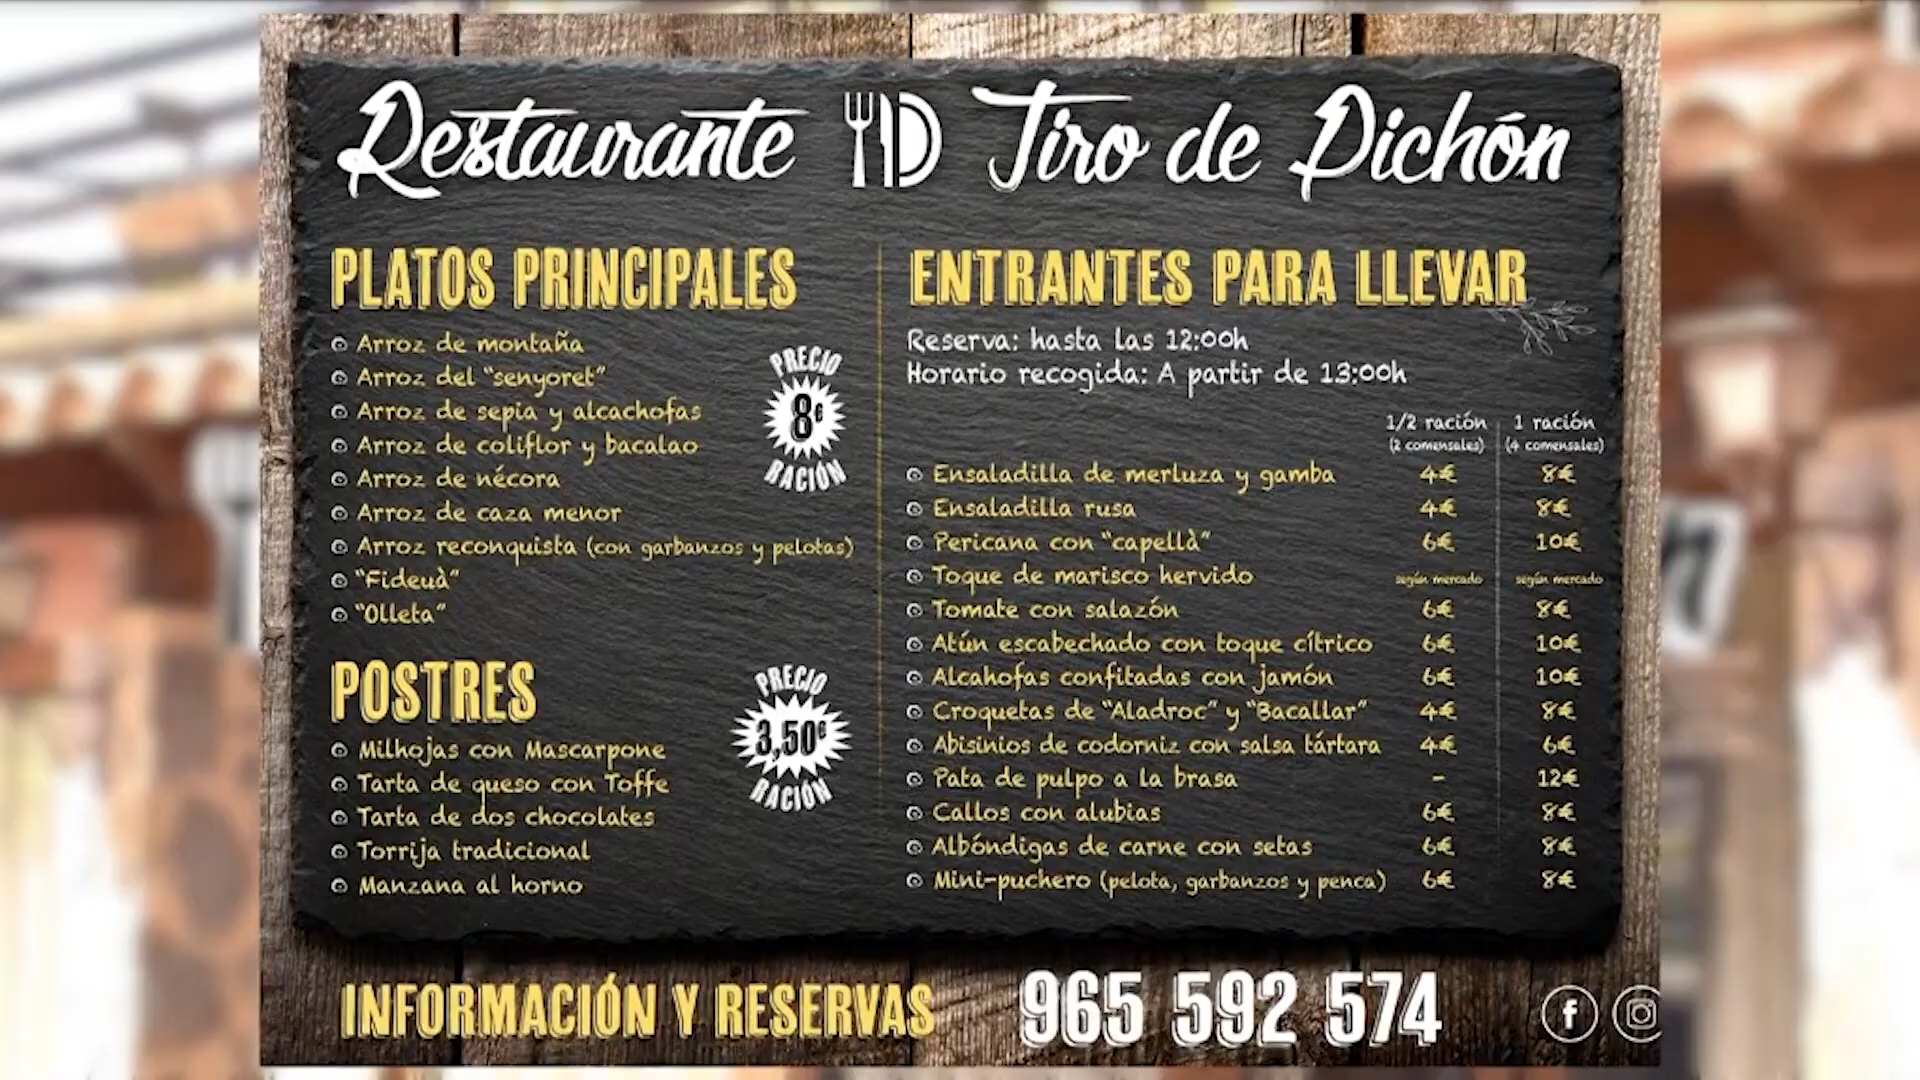 Restaurante Tiro de Pichón
PLATOS PRINCIPALES
Arroz de montaña
Arroz del "senyoret"
Arroz de sepia y alcachofas
Arroz de coliflor y bacalao
Arroz de nécora
Arroz de caza menor
Arroz reconquista (con garbanzos y pelotas)
"Fideuà"
"Olleta"
PRECIO
8€
RACIÓN
POSTRES
Milhojas con Mascarpone
Tarta de queso con Toffe
Tarta de dos chocolates
Torrija tradicional
Manzana al horno
PRECIO
3,50€
RACIÓN
ENTRANTES PARA LLEVAR
Reserva: hasta las 12:00h
Horario recogida: A partir de 13:00h
1/2 ración 1 ración
(2 comensales) (4 comensales)
Ensaladilla de merluza y gamba 4€ 8€
Ensaladilla rusa 4€ 8€
Pericana con "capellà" 6€ 10€
Toque de marisco hervido según mercado según mercado
Tomate con salazón 6€ 8€
Atún escabechado con toque cítrico 6€ 10€
Alcahofas confitadas con jamón 6€ 10€
Croquetas de "Aladroc" y "Bacallar" 4€ 8€
Abisinios de codorniz con salsa tártara 4€ 6€
Pata de pulpo a la brasa - 12€
Callos con alubias 6€ 8€
Albóndigas de carne con setas 6€ 8€
Mini-puchero (pelota, garbanzos y penca) 6€ 8€
INFORMACIÓN Y RESERVAS 965 592 574